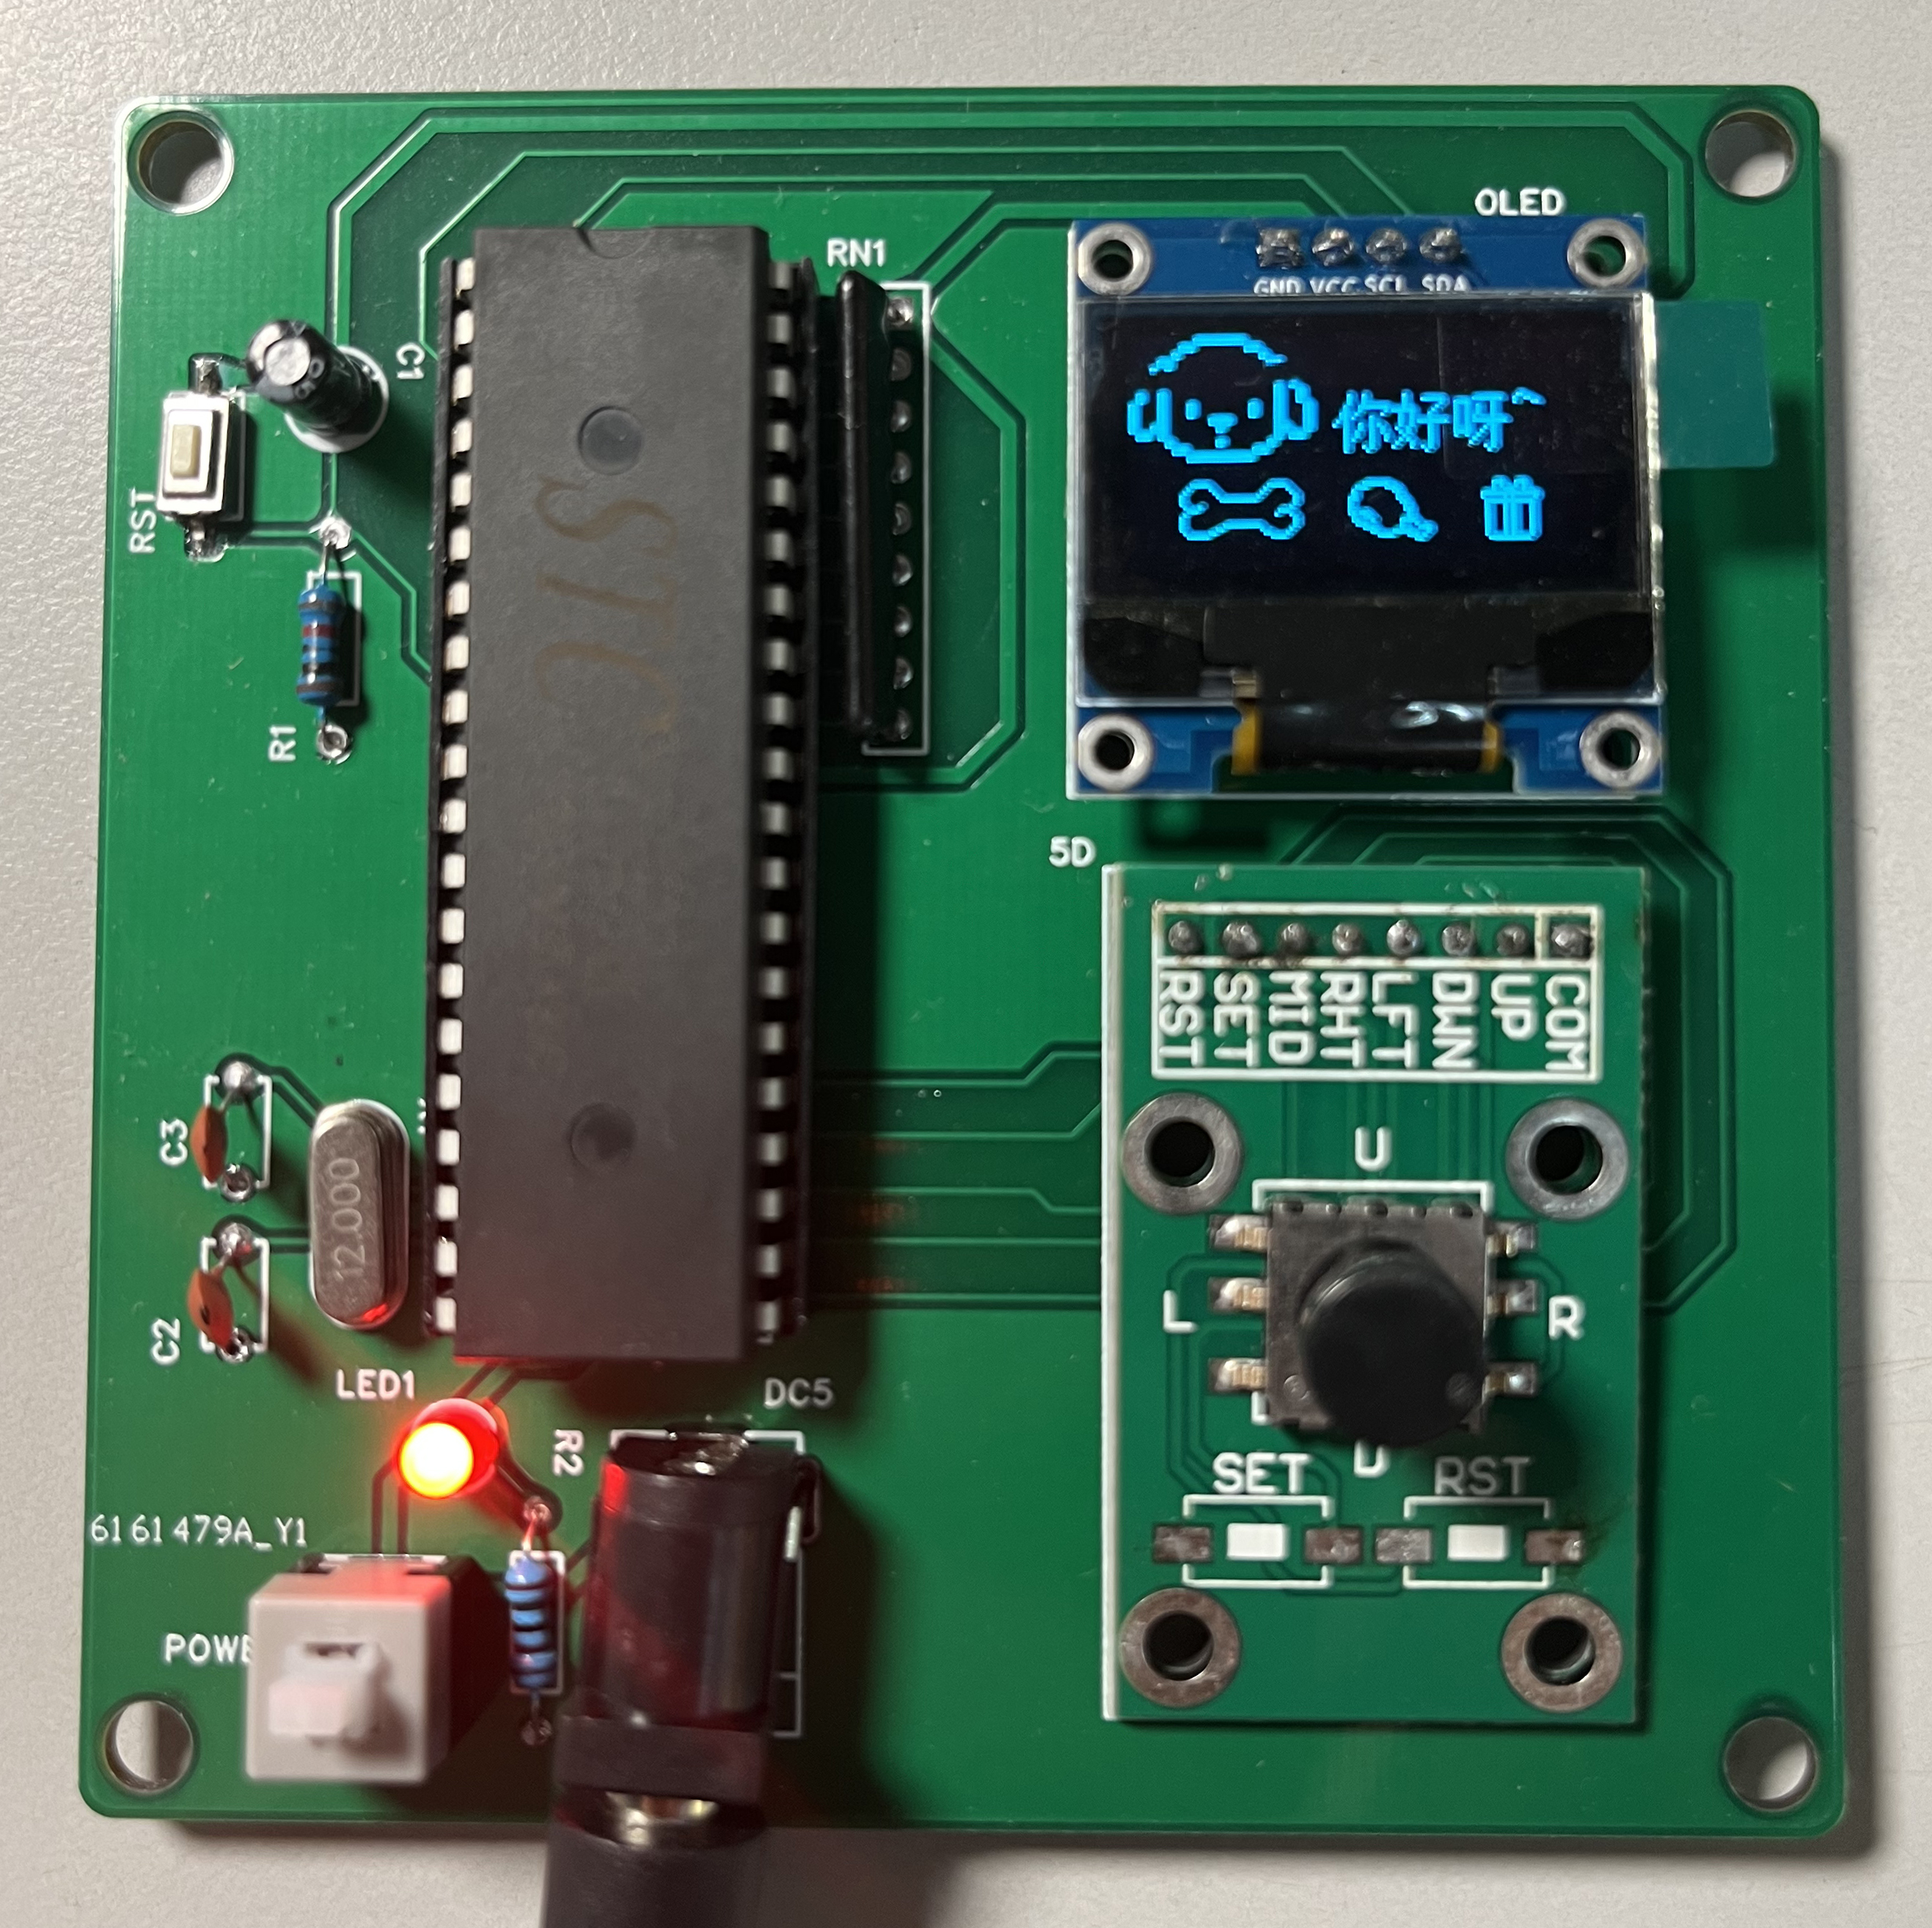 OLED
RN1
GND VCC SCL SDA
C1
你好呀^
STC
RST
R1
5D
RST
SET
MID
RHT
LFT
DWN
UP
COM
C3
U
12.000
L
R
C2
LED1
DC5
R2
D
SET
RST
6161479A_Y1